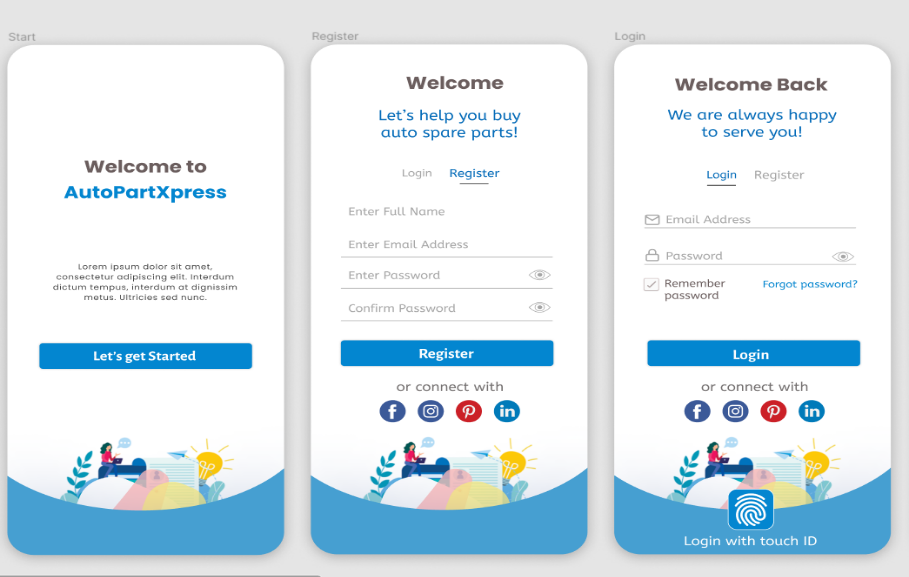 Start
Welcome to
AutoPartXpress
Lorem ipsum dolor sit amet,
consectetur adipiscing elit. Interdum
dictum tempus, interdum at dignissim
metus. Ultricies sed nunc.
Let's get Started
Register
Welcome
Let's help you buy
auto spare parts!
Login Register
Enter Full Name
Enter Email Address
Enter Password
Confirm Password
Register
or connect with
Login
Welcome Back
We are always happy
to serve you!
Login Register
Email Address
Password
Remember
password
Forgot password?
Login
or connect with
Login with touch ID